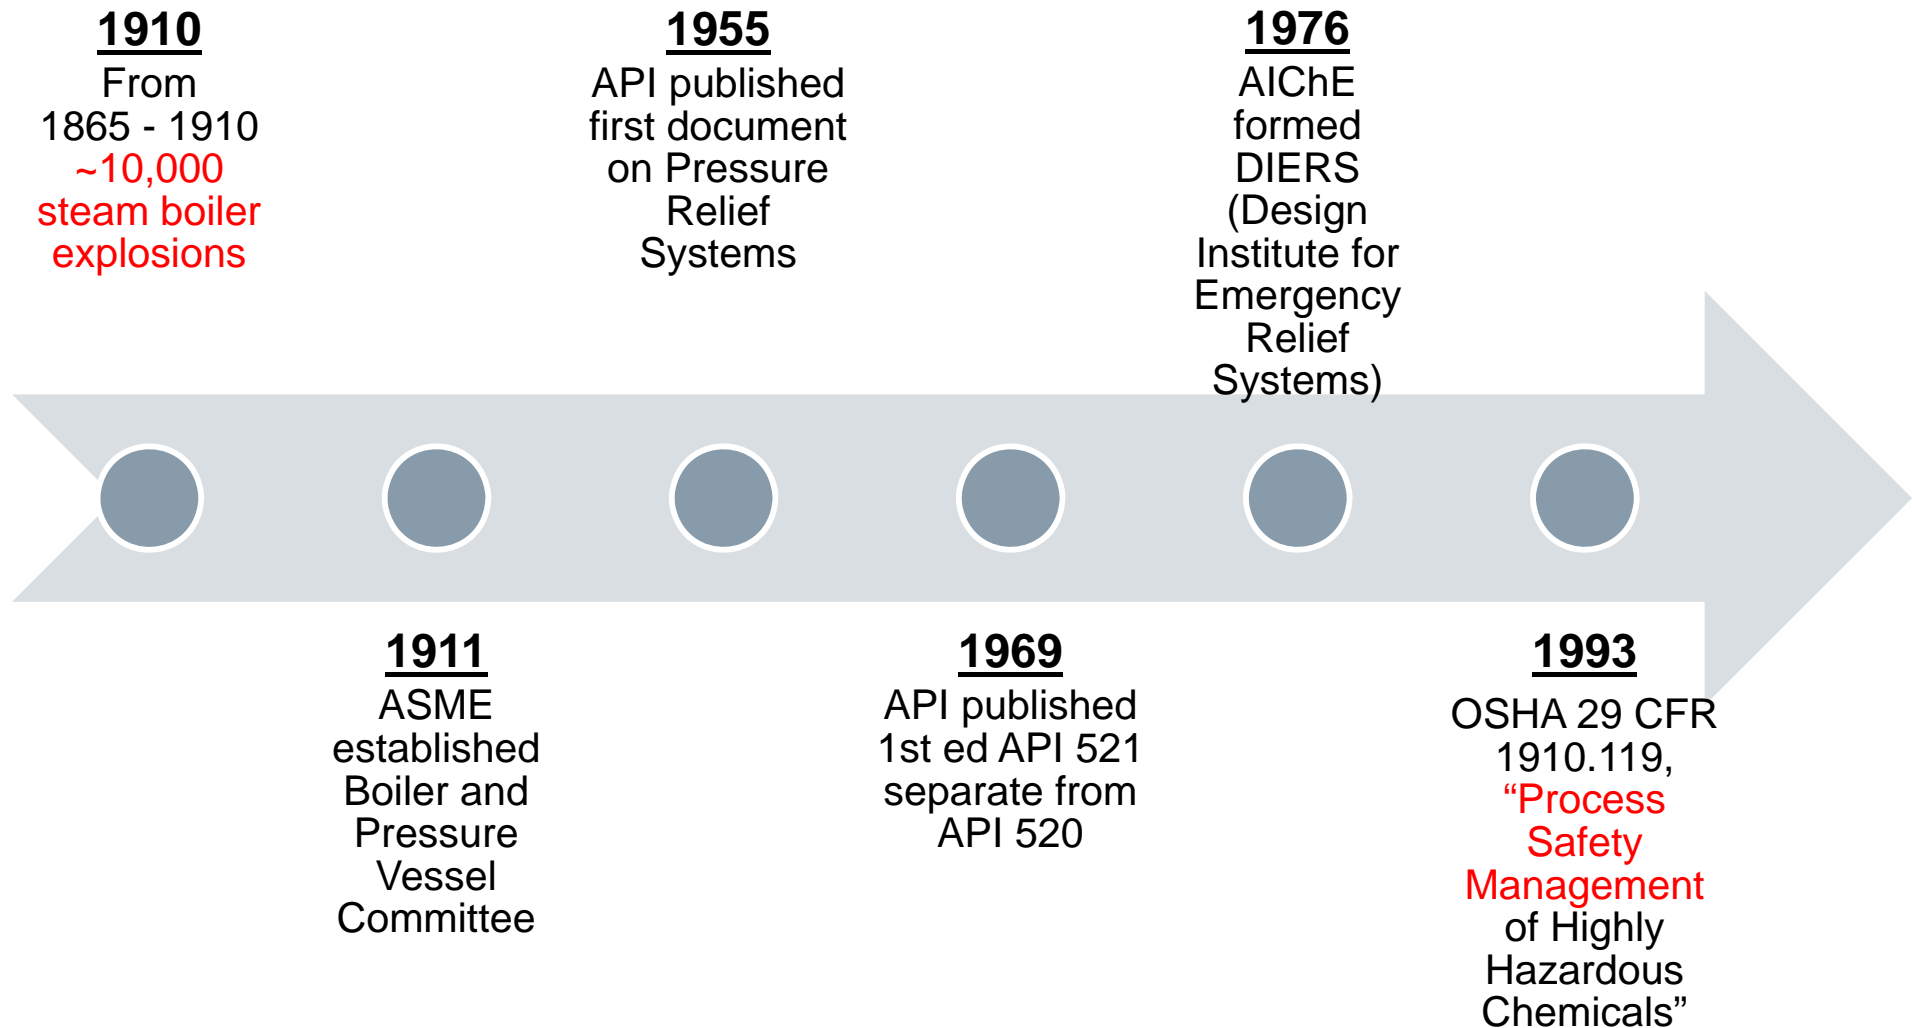 1910
From
1865 - 1910
~10,000
steam boiler
explosions
1911
ASME
established
Boiler and
Pressure
Vessel
Committee
1955
API published
first document
on Pressure
Relief
Systems
1969
API published
1st ed API 521
separate from
API 520
1976
AIChE
formed
DIERS
(Design
Institute for
Emergency
Relief
Systems)
1993
OSHA 29 CFR
1910.119,
“Process
Safety
Management
of Highly
Hazardous
Chemicals”